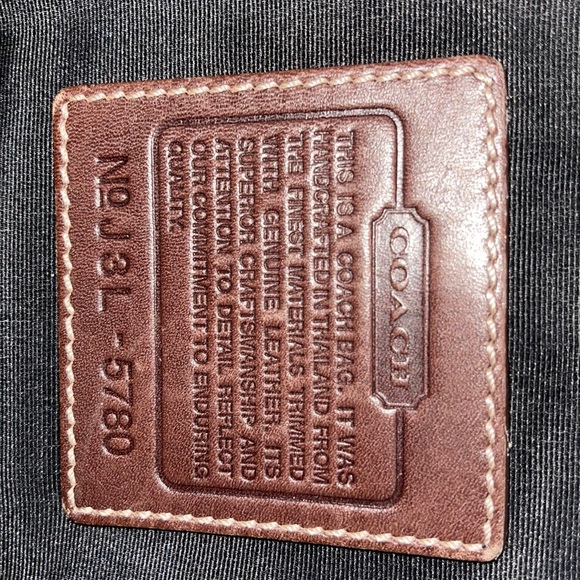 COACH
THIS IS A COACH BAG. IT WAS
HANDCRAFTED IN THAILAND FROM
THE FINEST MATERIALS TRIMMED
WITH GENUINE LEATHER. ITS
SUPERIOR CRAFTSMANSHIP AND
ATTENTION TO DETAIL REFLECT
OUR COMMITMENT TO ENDURING
QUALITY.
Nº J3L -5780